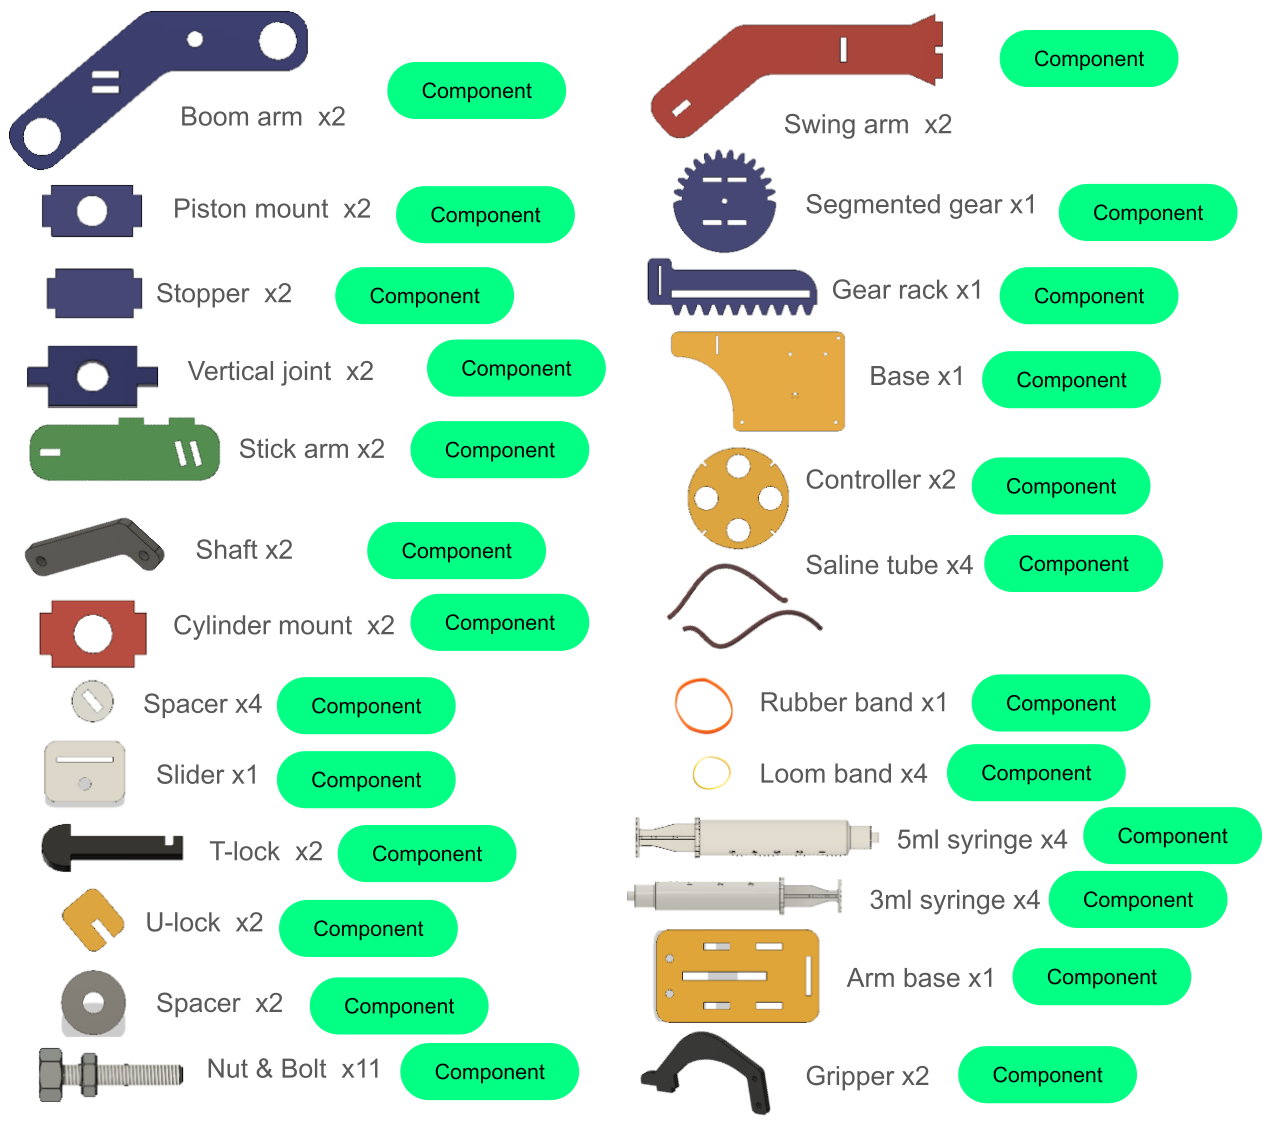 Boom arm  x2
Component
Piston mount  x2
Component
Stopper  x2
Component
Vertical joint  x2
Component
Stick arm x2
Component
Shaft x2
Component
Cylinder mount  x2
Component
Spacer x4
Component
Slider x1
Component
T-lock  x2
Component
U-lock  x2
Component
Spacer  x2
Component
Nut & Bolt  x11
Component
Swing arm  x2
Component
Segmented gear x1
Component
Gear rack x1
Component
Base x1
Component
Controller x2
Component
Saline tube x4
Component
Rubber band x1
Component
Loom band x4
Component
5ml syringe x4
Component
3ml syringe x4
Component
Arm base x1
Component
Gripper x2
Component